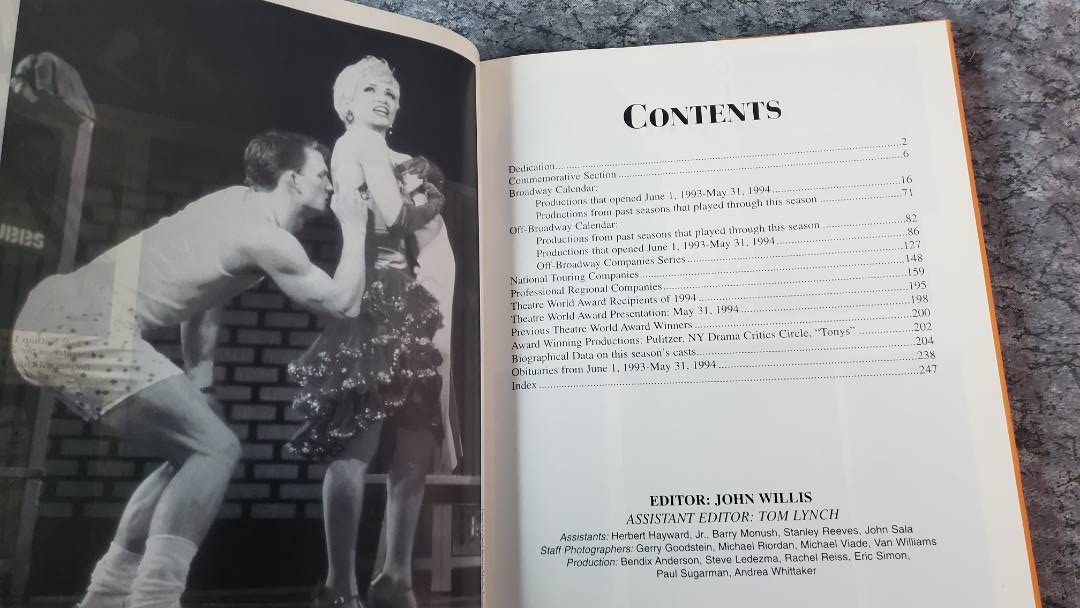 UBBS
CONTENTS
Dedication....................2
Commemorative Section....................6
Broadway Calendar:
Productions that opened June 1, 1993-May 31, 1994....................16
Productions from past seasons that played through this season....................71
Off-Broadway Calendar:
Productions from past seasons that played through this season....................82
Productions that opened June 1, 1993-May 31, 1994....................86
Off-Broadway Companies Series....................127
National Touring Companies....................148
Professional Regional Companies....................159
Theatre World Award Recipients of 1994....................195
Theatre World Award Presentation: May 31, 1994....................198
Previous Theatre World Award Winners....................200
Award Winning Productions: Pulitzer, NY Drama Critics Circle, "Tonys"....................202
Biographical Data on this season's casts....................204
Obituaries from June 1, 1993-May 31, 1994....................238
Index....................247
EDITOR: JOHN WILLIS
ASSISTANT EDITOR: TOM LYNCH
Assistants: Herbert Hayward, Jr., Barry Monush, Stanley Reeves, John Sala
Staff Photographers: Gerry Goodstein, Michael Riordan, Michael Viade, Van Williams
Production: Bendix Anderson, Steve Ledezma, Rachel Reiss, Eric Simon,
Paul Sugarman, Andrea Whittaker